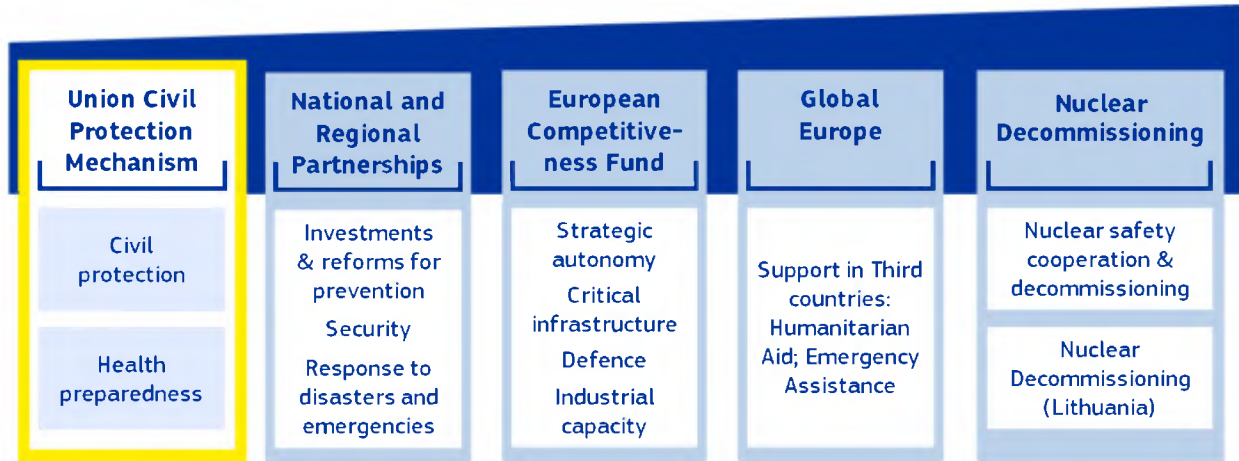 Union Civil
Protection
Mechanism
Civil
protection
Health
preparedness
National and
Regional
Partnerships
Investments
& reforms for
prevention
Security
Response to
disasters and
emergencies
European
Competitive-
ness Fund
Strategic
autonomy
Critical
infrastructure
Defence
Industrial
capacity
Global
Europe
Support in Third
countries:
Humanitarian
Aid; Emergency
Assistance
Nuclear
Decommissioning
Nuclear safety
cooperation &
decommissioning
Nuclear
Decommissioning
(Lithuania)